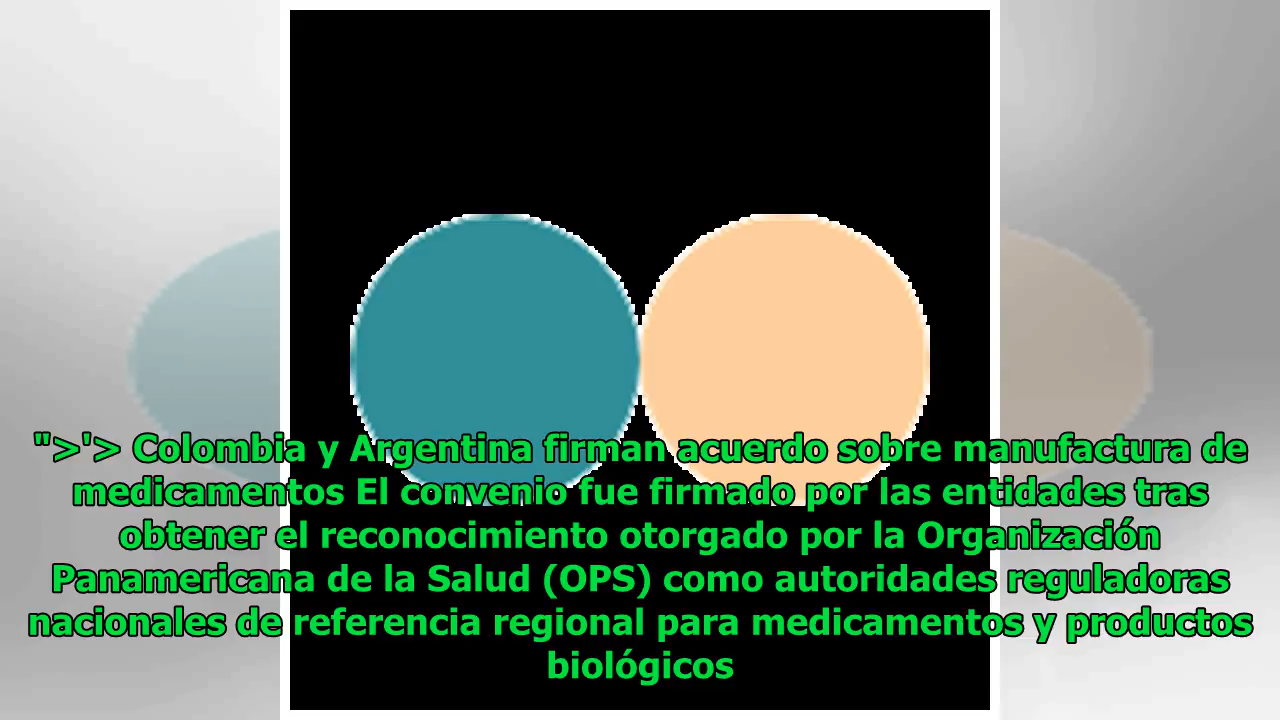 ">'> Colombia y Argentina firman acuerdo sobre manufactura de
medicamentos El convenio fue firmado por las entidades tras
obtener el reconocimiento otorgado por la Organización
Panamericana de la Salud (OPS) como autoridades reguladoras
nacionales de referencia regional para medicamentos y productos
biológicos